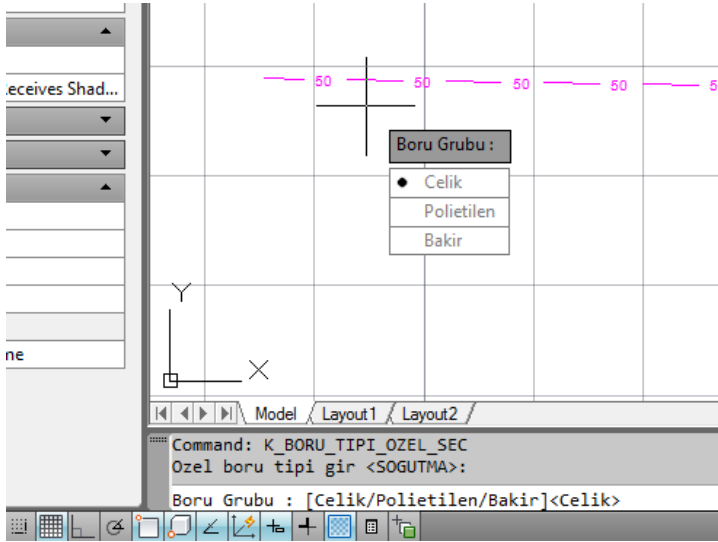 50 50 50 50 5
.eceives Shad...
Boru Grubu :
Celik
Polietilen
Bakir
Y
X
ne
Model Layout1 Layout2
Command: K_BORU_TIPI_OZEL_SEC
Ozel boru tipi gir <SOGUTMA>:
Boru Grubu : [Celik/Polietilen/Bakir]<Celik>